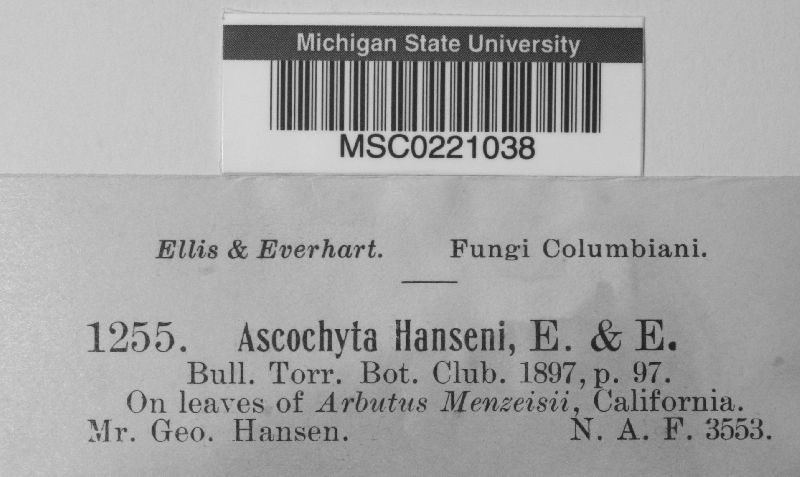 Michigan State University
MSC0221038
Ellis & Everhart. Fungi Columbiani.
1255. Ascochyta Hanseni, E. & E.
Bull. Torr. Bot. Club. 1897, p. 97.
On leaves of Arbutus Menzeisii, California.
Mr. Geo. Hansen. N. A. F. 3553.